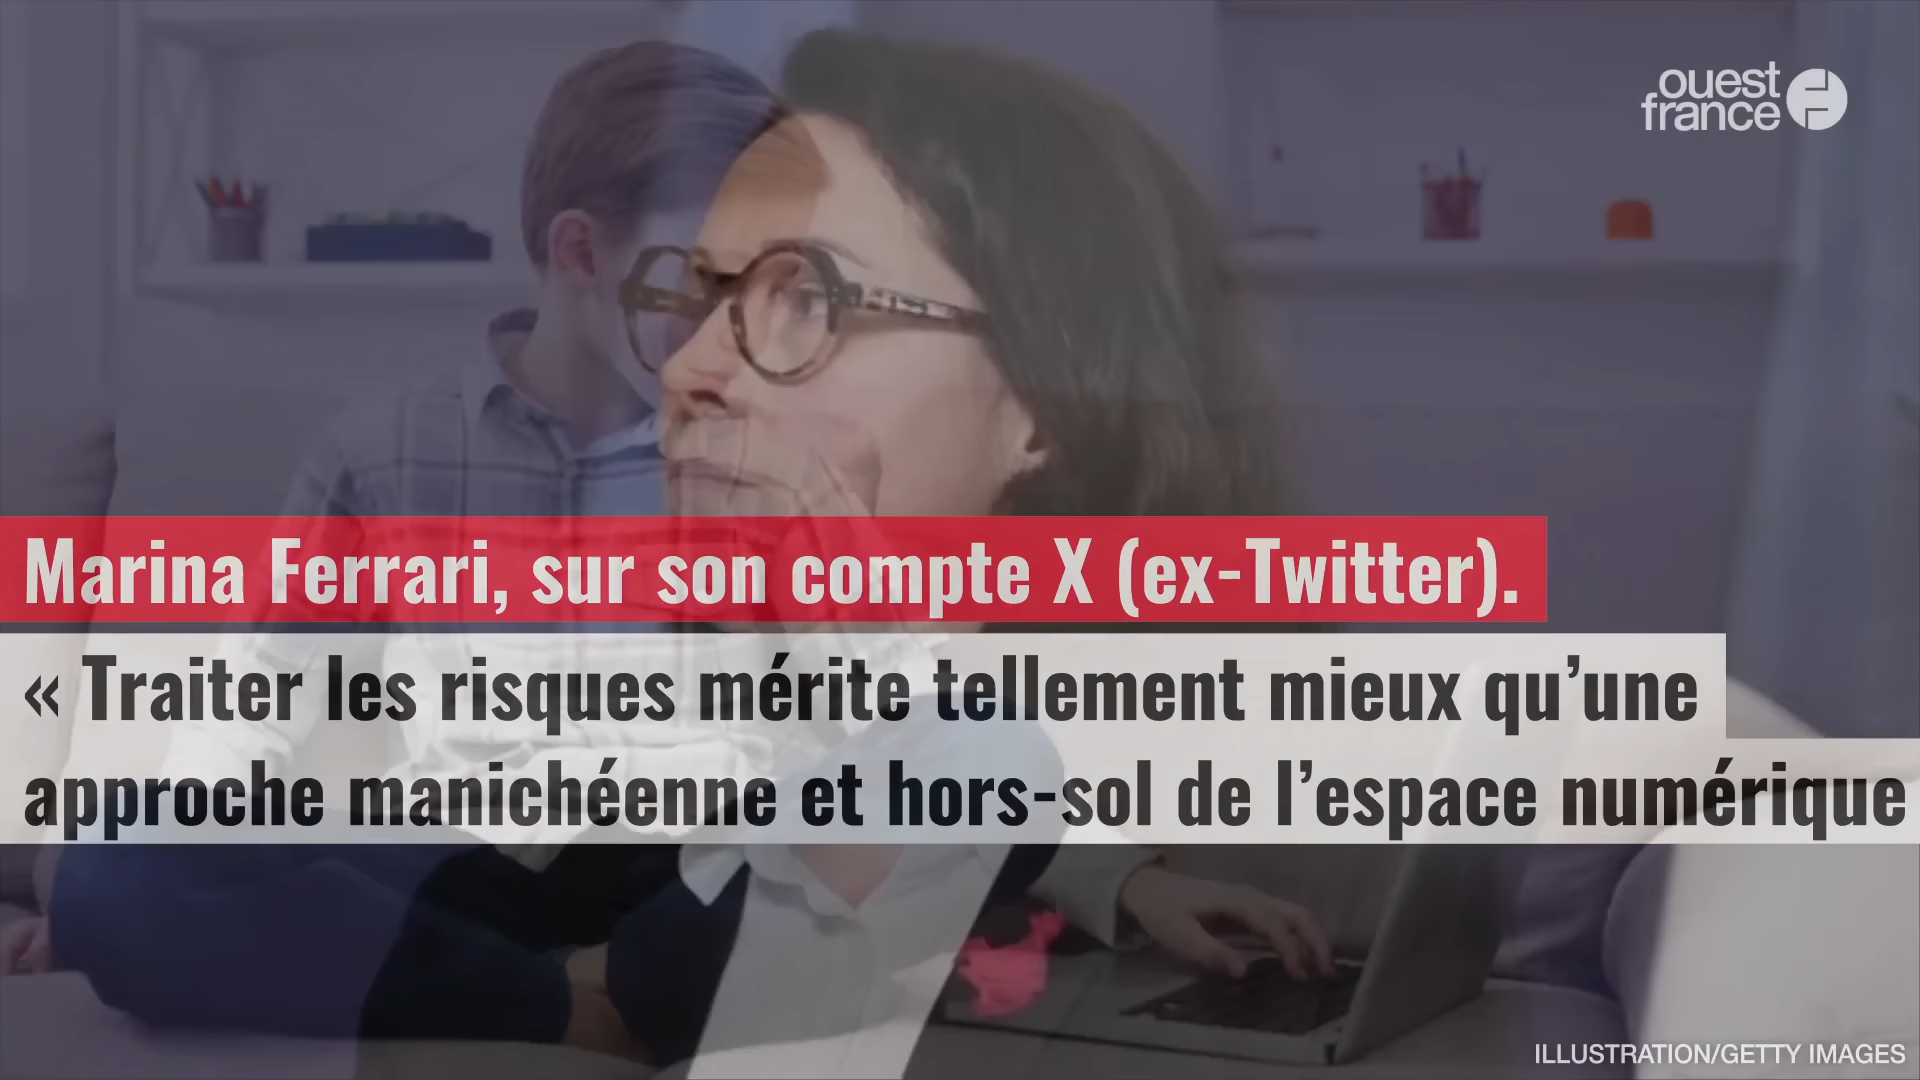 ouest
france
Marina Ferrari, sur son compte X (ex-Twitter).
« Traiter les risques mérite tellement mieux qu’une
approche manichéenne et hors-sol de l’espace numérique
ILLUSTRATION/GETTY IMAGES